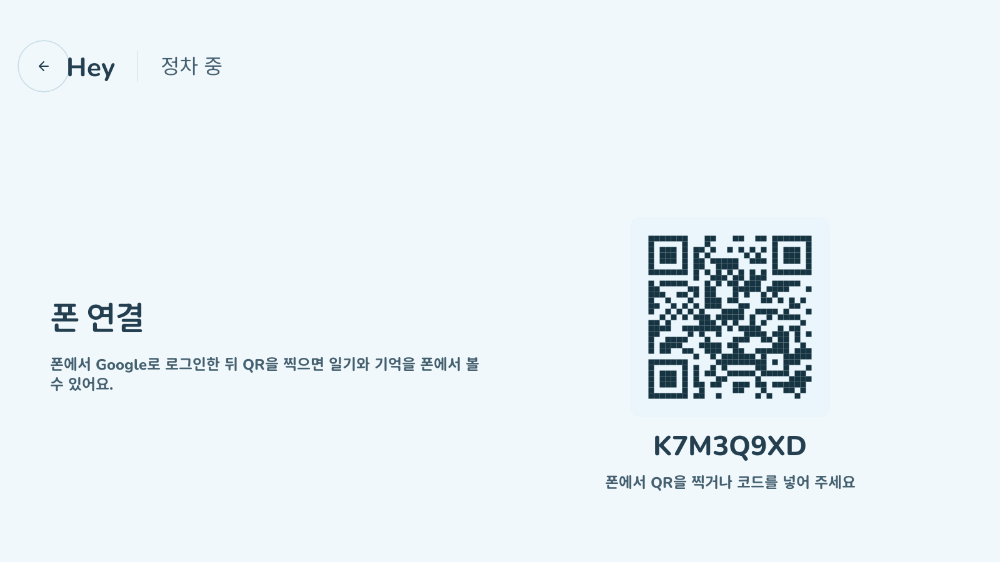 Hey
정차 중
폰 연결
폰에서 Google로 로그인한 뒤 QR을 찍으면 일기와 기억을 폰에서 볼
수 있어요.
K7M3Q9XD
폰에서 QR을 찍거나 코드를 넣어 주세요